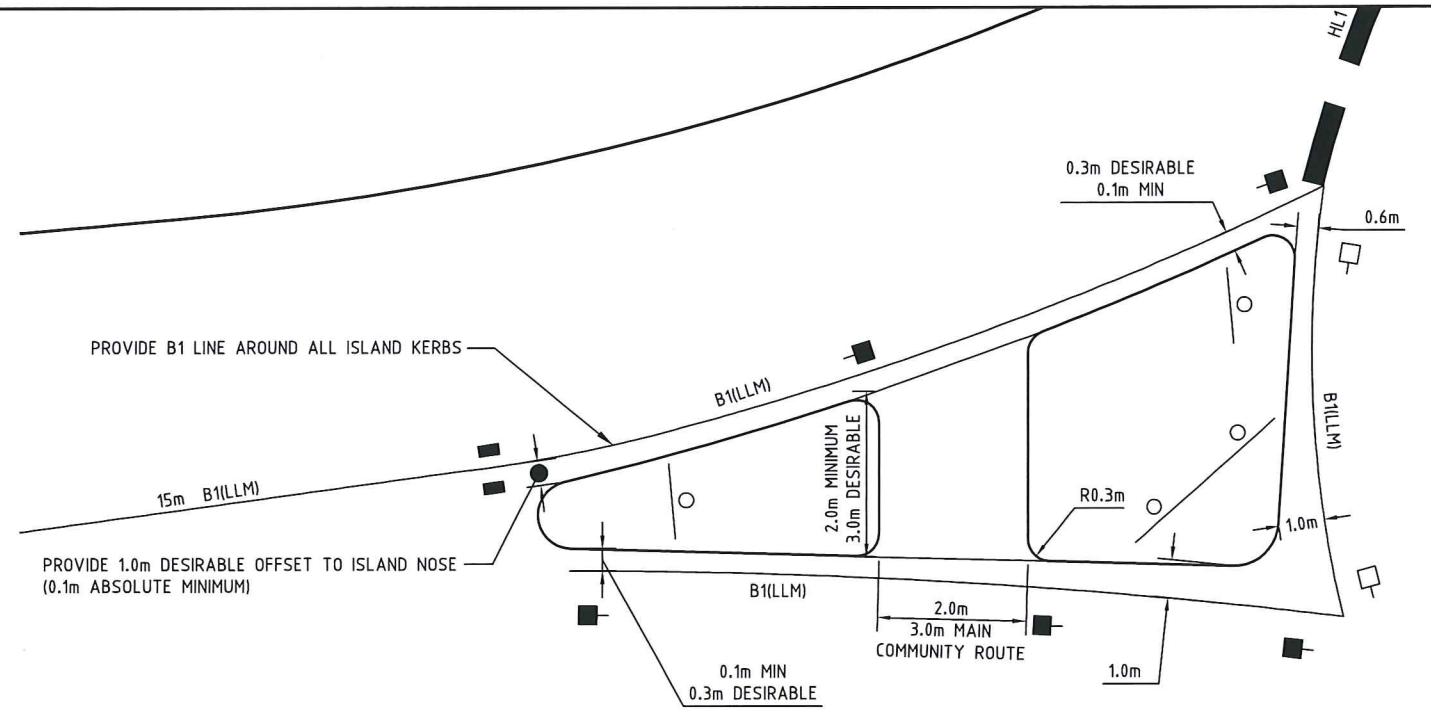 HL1
0.3m DESIRABLE
0.1m MIN
0.6m
PROVIDE B1 LINE AROUND ALL ISLAND KERBS
B1(LLM)
2.0m MINIMUM
3.0m DESIRABLE
B1(LLM)
15m B1(LLM)
R0.3m
1.0m
PROVIDE 1.0m DESIRABLE OFFSET TO ISLAND NOSE
(0.1m ABSOLUTE MINIMUM)
B1(LLM)
2.0m
3.0m MAIN
COMMUNITY ROUTE
1.0m
0.1m MIN
0.3m DESIRABLE